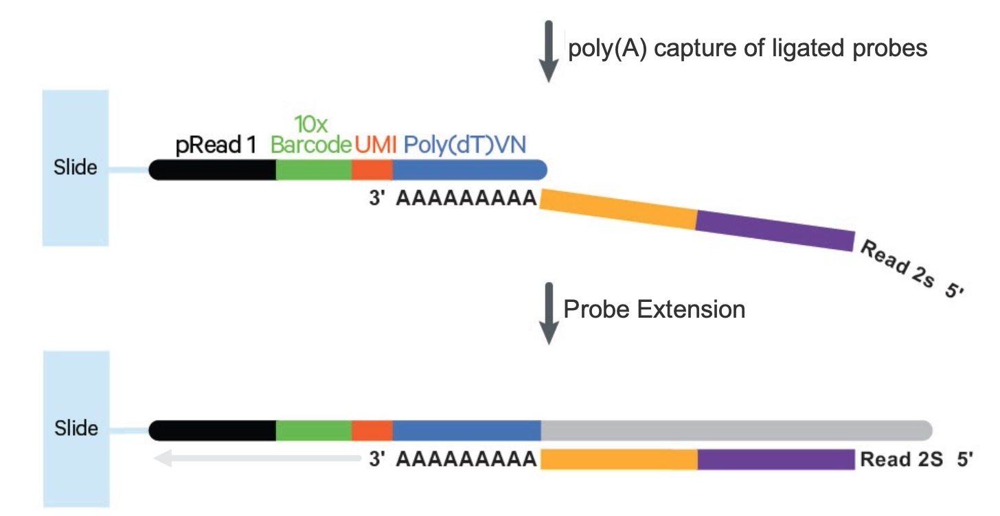 poly(A) capture of ligated probes
10x
pRead 1 Barcode UMI Poly(dT)VN
Slide
3' AAAAAAAAA
Read 2s 5'
Probe Extension
Slide
3' AAAAAAAAA Read 2S 5'